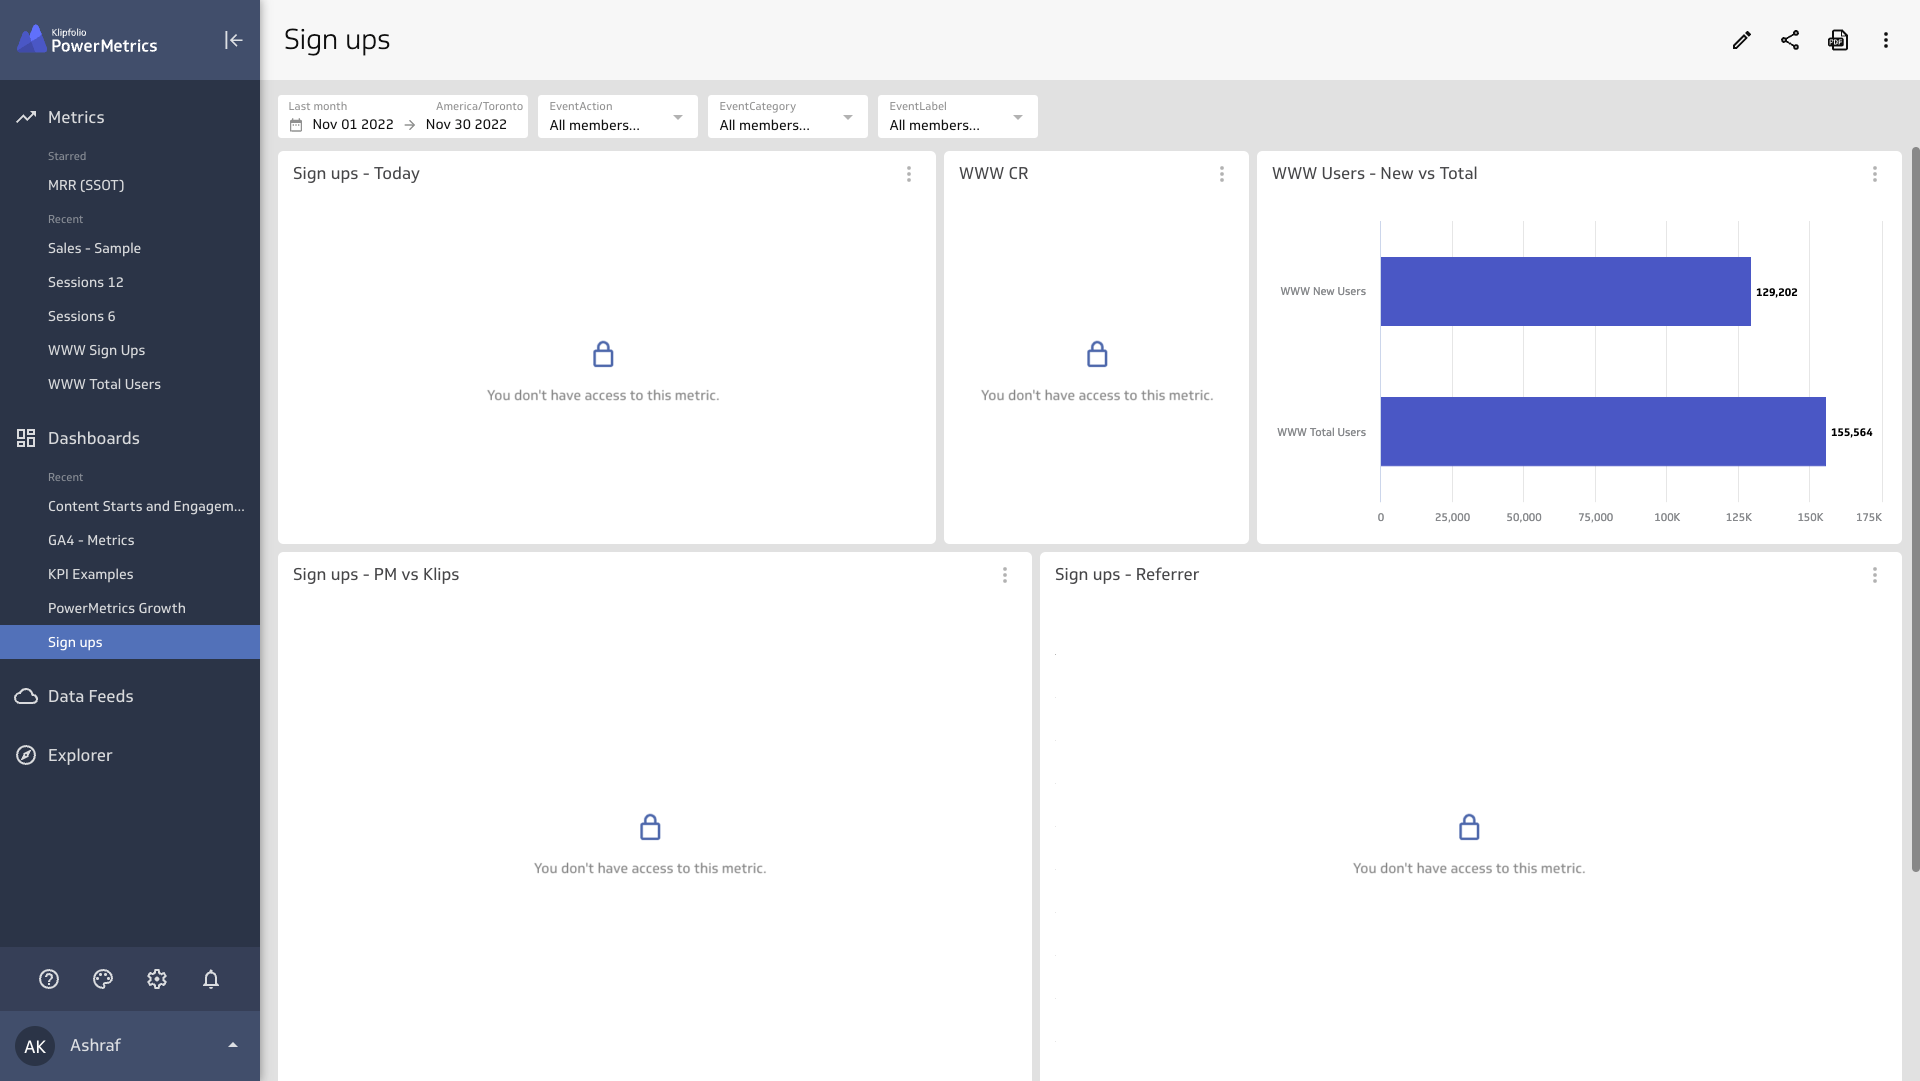 Klipfolio
PowerMetrics
Metrics
Starred
MRR (SSOT)
Recent
Sales - Sample
Sessions 12
Sessions 6
WWW Sign Ups
WWW Total Users
Dashboards
Recent
Content Starts and Engagem...
GA4 - Metrics
KPI Examples
PowerMetrics Growth
Sign ups
Data Feeds
Explorer
AK Ashraf
Sign ups
PDF
Last month America/Toronto
Nov 01 2022 → Nov 30 2022
EventAction
All members...
EventCategory
All members...
EventLabel
All members...
Sign ups - Today
You don't have access to this metric.
WWW CR
You don't have access to this metric.
WWW Users - New vs Total
WWW New Users 129,202
WWW Total Users 155,564
0 25,000 50,000 75,000 100K 125K 150K 175K
Sign ups - PM vs Klips
You don't have access to this metric.
Sign ups - Referrer
You don't have access to this metric.